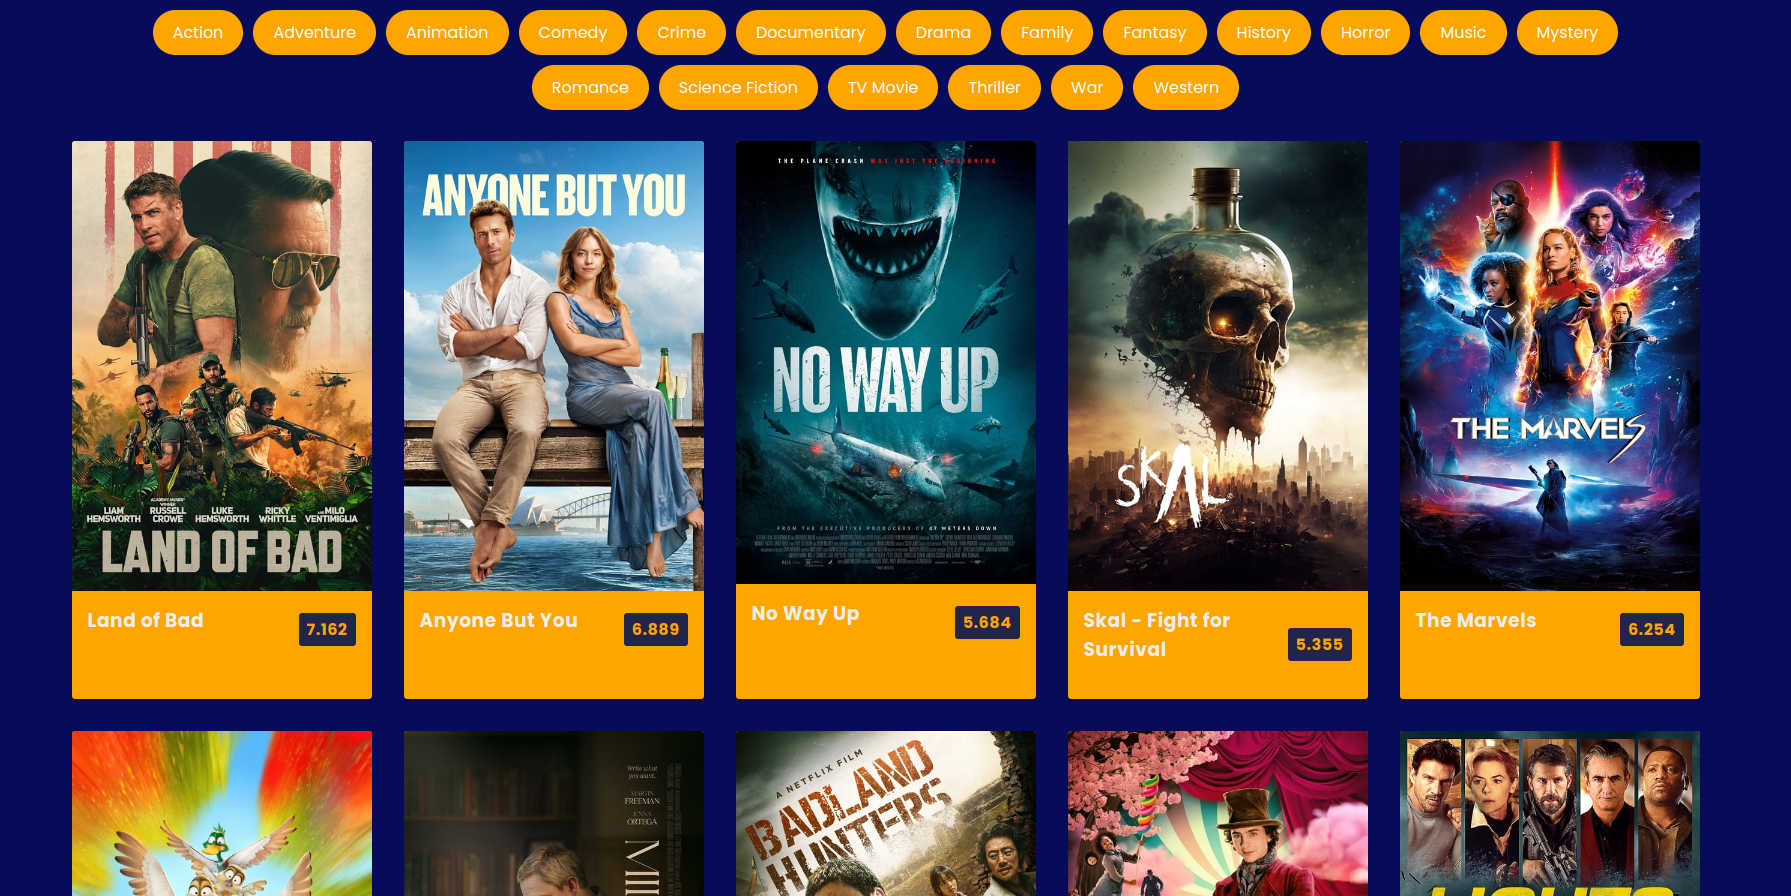 Action
Adventure
Animation
Comedy
Crime
Documentary
Drama
Family
Fantasy
History
Horror
Music
Mystery
Romance
Science Fiction
TV Movie
Thriller
War
Western
LIAM HEMSWORTH
ACADEMY AWARD WINNER RUSSELL CROWE
LUKE HEMSWORTH
RICKY WHITTLE
AND MILO VENTIMIGLIA
LAND OF BAD
Land of Bad
7.162
ANYONE BUT YOU
Anyone But You
6.889
THE PLANE CRASH WAS JUST THE BEGINNING
NO WAY UP
FROM THE EXECUTIVE PRODUCERS OF 47 METERS DOWN
No Way Up
5.684
SKAL
Skal - Fight for
Survival
5.355
THE MARVELS
The Marvels
6.254
Write what
you want.
MARTIN
FREEMAN
JENNA
ORTEGA
A NETFLIX FILM
BADLAND
HUNTERS